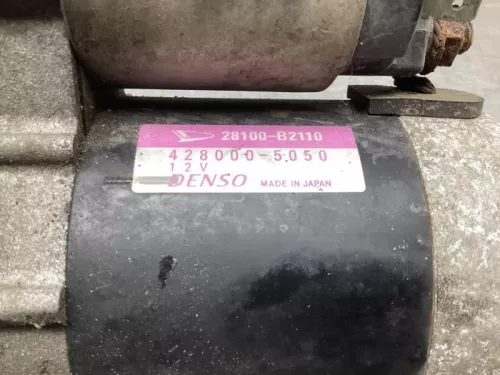 28100-B2110
428000-5050
12V
DENSO MADE IN JAPAN